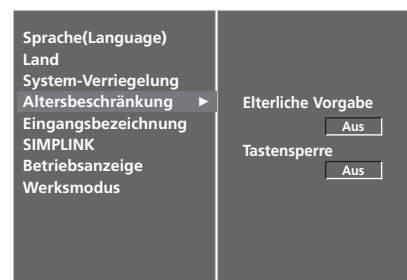 Sprache(Language)
Land
System-Verriegelung
Altersbeschränkung ►
Eingangsbezeichnung
SIMPLINK
Betriebsanzeige
Werksmodus
Elterliche Vorgabe
Aus
Tastensperre
Aus